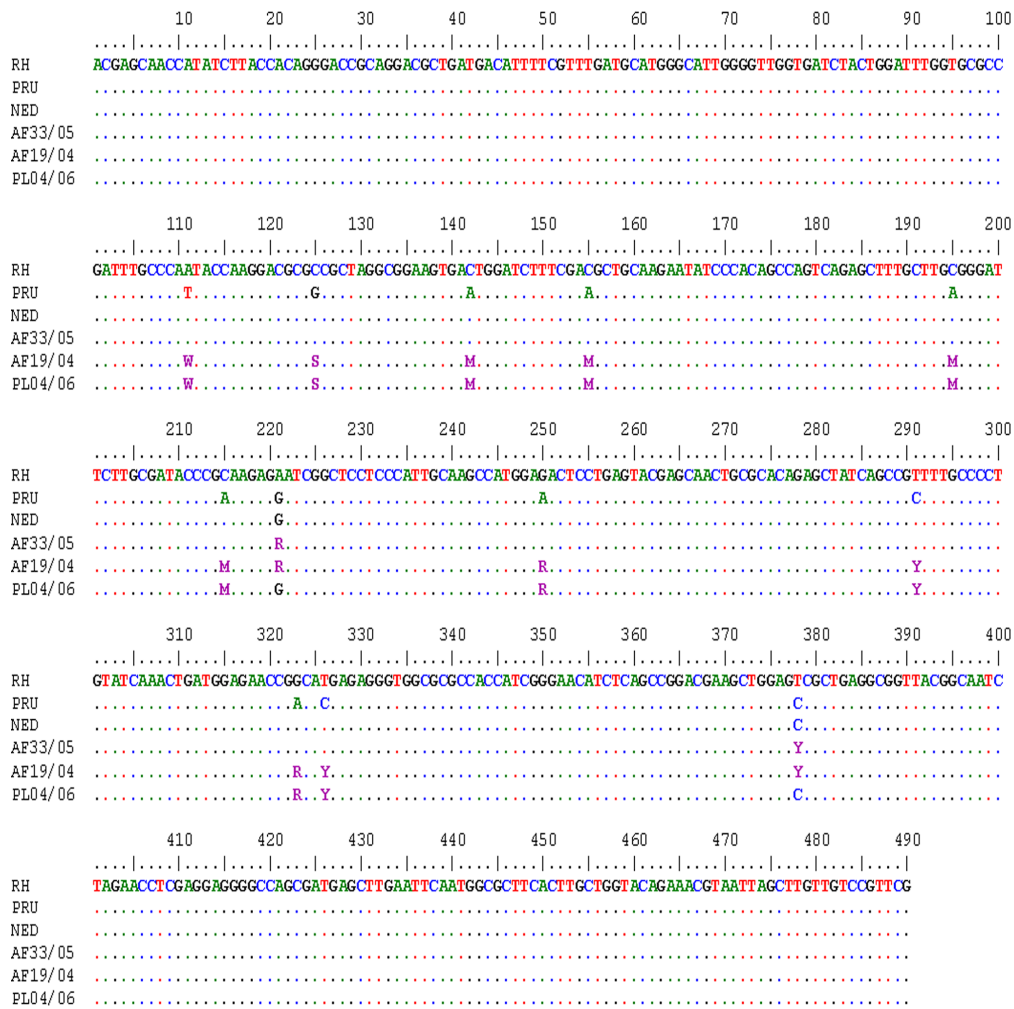 10 20 30 40 50 60 70 80 90 100
RH ACGAGCAACCATATCTTACCACAGGGACCGCAGGACGCTGATGACATTTTCGTTTGATGCATGGGCATTGGGGTTGGTGATCTACTGGATTTGGTGCGCC
PRU ....................................................................................................
NED ....................................................................................................
AF33/05 ....................................................................................................
AF19/04 ....................................................................................................
PL04/06 ....................................................................................................
110 120 130 140 150 160 170 180 190 200
RH GATTTGCCCAATACCAAGGACGCGCCGCTAGGCGGAAGTGACTGGATCTTTCGACGCTGCAAGAATATCCCACAGCCAGTCAGAGCTTTGCTTGCGGGAT
PRU ..........T.............G................A............A.......................................A.....
NED ....................................................................................................
AF33/05 ....................................................................................................
AF19/04 ..........W.............S................M............M.......................................M.....
PL04/06 ..........W.............S................M............M.......................................M.....
210 220 230 240 250 260 270 280 290 300
RH TCTTGCGATACCCGCAAGAGAATCGGCTCCTCCCATTGCAAGCCATGGAGACTCCTGAGTACGAGCAACTGCGCACAGAGCTATCAGCCGTTTTGCCCCT
PRU ..............A.....G............................A........................................C.........
NED ....................G...............................................................................
AF33/05 ....................R...............................................................................
AF19/04 ..............M.....R............................R........................................Y.........
PL04/06 ..............M.....G............................R........................................Y.........
310 320 330 340 350 360 370 380 390 400
RH GTATCAAACTGATGGAGAACCGGCATGAGAGGGTGGCGCGCCACCATCGGGAACATCTCAGCCGGACGAAGCTGGAGTCGCTGAGGCGGTTACGGCAATC
PRU ......................A..C...................................................C......................
NED .............................................................................C......................
AF33/05 .............................................................................Y......................
AF19/04 ......................R..Y...................................................Y......................
PL04/06 ......................R..Y...................................................C......................
410 420 430 440 450 460 470 480 490
RH TAGAACCTCGAGGAGGGGCCAGCGATGAGCTTGAATTCAATGGCGCTTCACTTGCTGGTACAGAAACGTAATTAGCTTGTTGTCCGTTCG
PRU ..........................................................................................
NED ..........................................................................................
AF33/05 ..........................................................................................
AF19/04 ..........................................................................................
PL04/06 ..........................................................................................